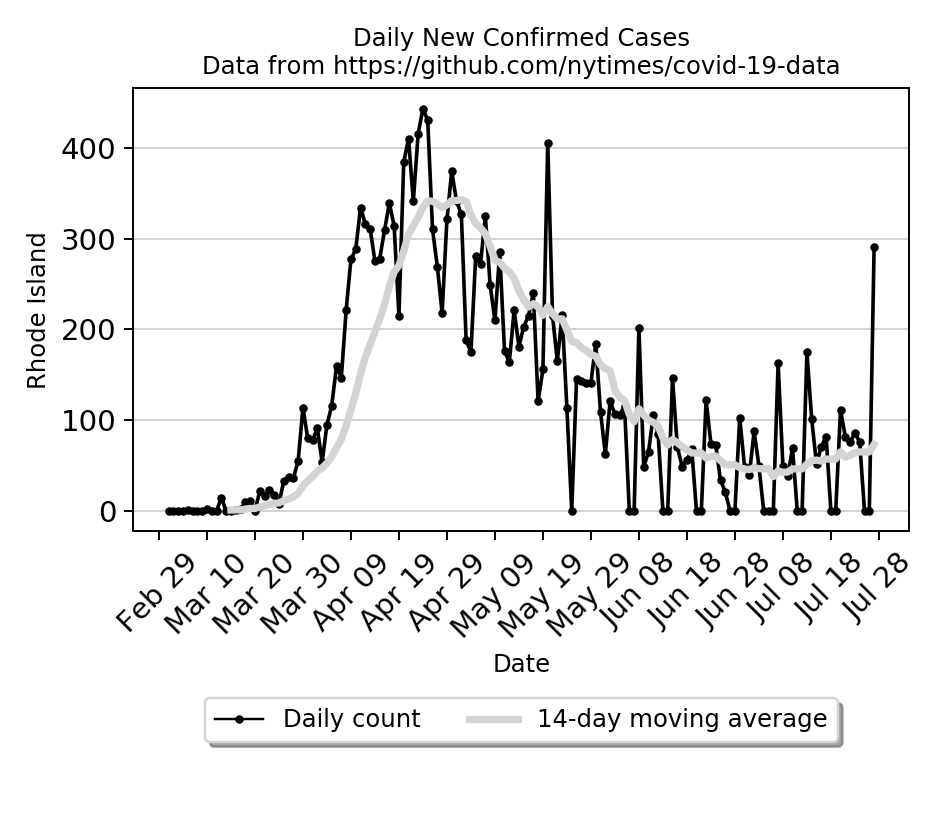 Daily New Confirmed Cases
Data from https://github.com/nytimes/covid-19-data
Rhode Island
400
300
200
100
0
Feb 29
Mar 10
Mar 20
Mar 30
Apr 09
Apr 19
Apr 29
May 09
May 19
May 29
Jun 08
Jun 18
Jun 28
Jul 08
Jul 18
Jul 28
Date
Daily count
14-day moving average